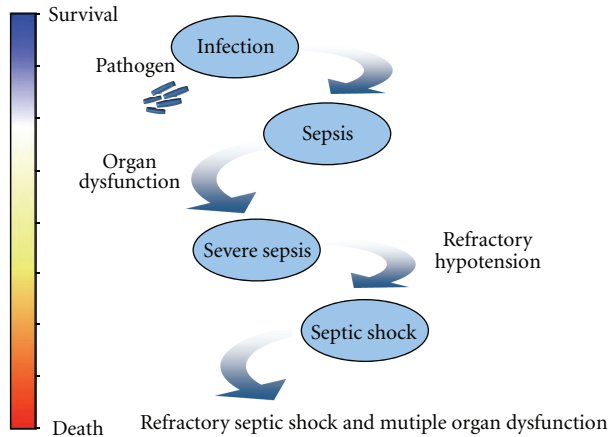 Survival
Infection
Pathogen
Sepsis
Organ
dysfunction
Severe sepsis
Refractory
hypotension
Septic shock
Death
Refractory septic shock and mutiple organ dysfunction